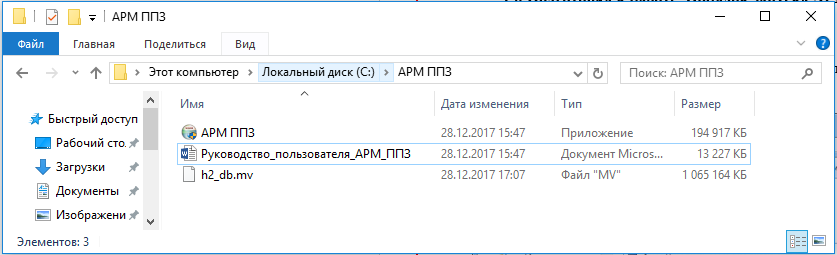 АРМ ППЗ
Файл Главная Отправить Вид
Этот компьютер Локальный диск (C:) АРМ ППЗ Поиск: АРМ ППЗ
Имя Дата изменения Тип Размер
Быстрый доступ
Рабочий сто.
Загрузки
Документы
Изображени
АРМ ППЗ 28.12.2017 15:47 Приложение 194 917 КБ
Руководство_пользователя_АРМ_ППЗ 28.12.2017 15:47 Документ Micros... 13 227 КБ
h2_db.mv 28.12.2017 17:07 Файл "MV" 1 065 164 КБ
Элементов: 3